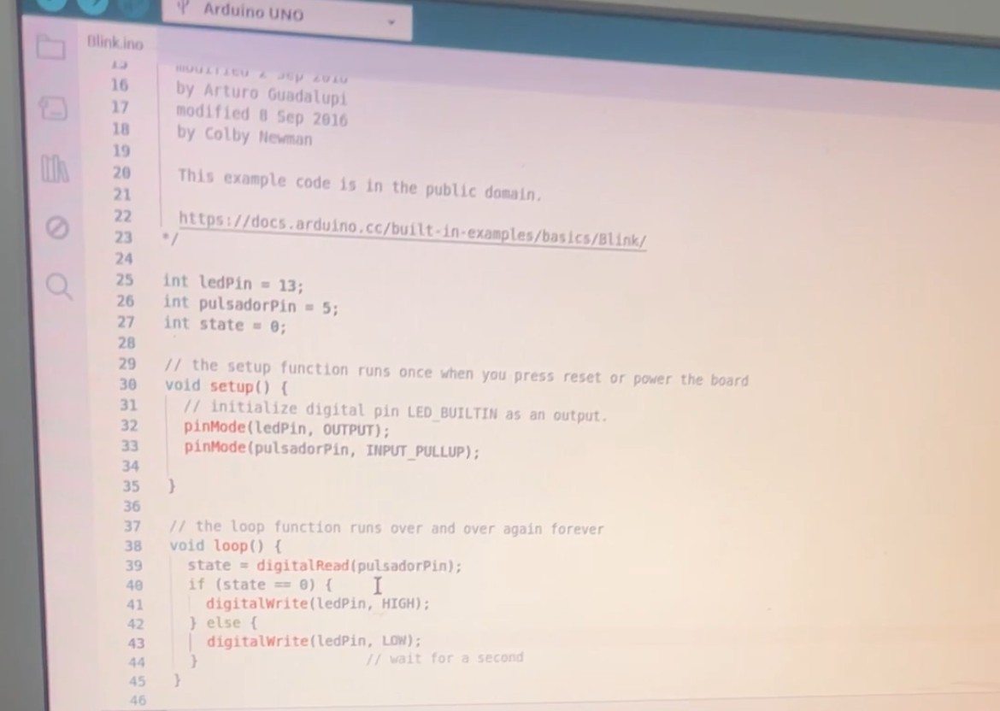 Arduino UNO
Blink.ino
15 modified 2 Sep 2016
16 by Arturo Guadalupi
17 modified 8 Sep 2016
18 by Colby Newman
19
20 This example code is in the public domain.
21
22 https://docs.arduino.cc/built-in-examples/basics/Blink/
23 */
24
25 int ledPin = 13;
26 int pulsadorPin = 5;
27 int state = 0;
28
29 // the setup function runs once when you press reset or power the board
30 void setup() {
31 // initialize digital pin LED_BUILTIN as an output.
32 pinMode(ledPin, OUTPUT);
33 pinMode(pulsadorPin, INPUT_PULLUP);
34
35 }
36
37 // the loop function runs over and over again forever
38 void loop() {
39 state = digitalRead(pulsadorPin);
40 if (state == 0) {
41 digitalWrite(ledPin, HIGH);
42 } else {
43 digitalWrite(ledPin, LOW);
44 } // wait for a second
45 }
46